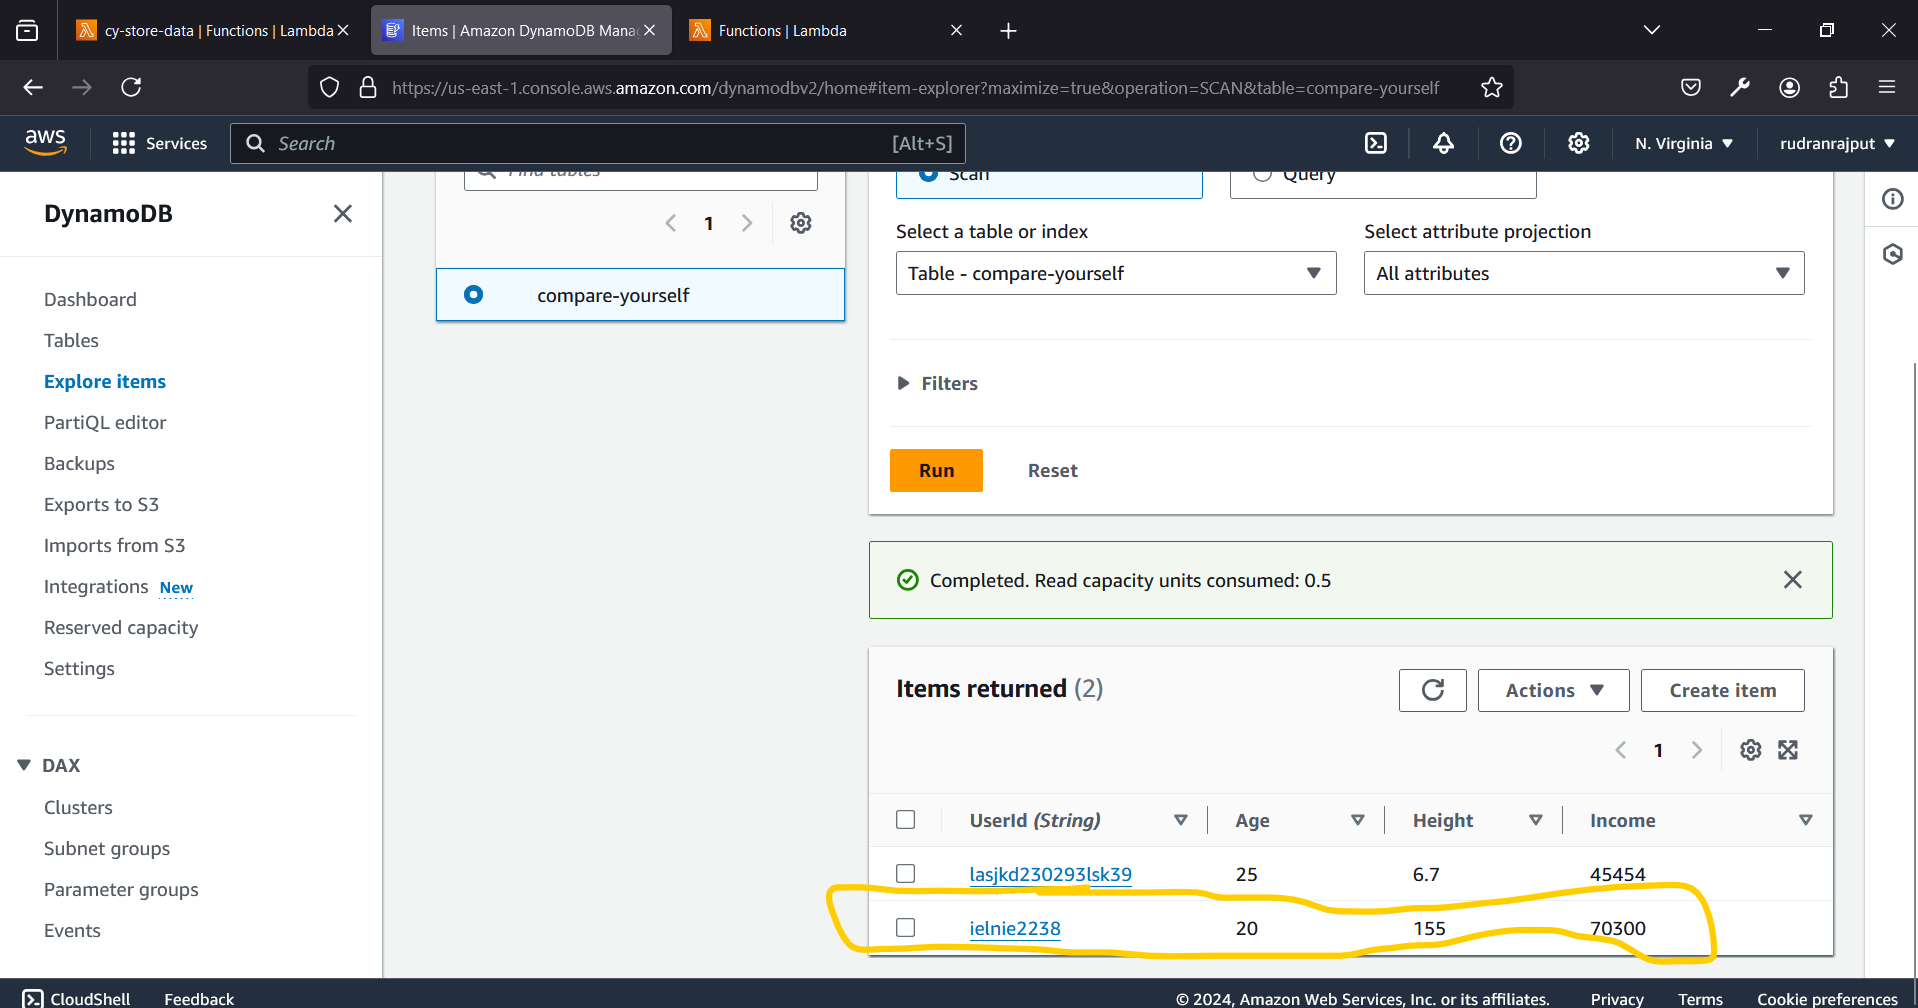 cy-store-data | Functions | Lambda
Items | Amazon DynamoDB Mana
Functions | Lambda
https://us-east-1.console.aws.amazon.com/dynamodbv2/home#item-explorer?maximize=true&operation=SCAN&table=compare-yourself
aws
Services
Search
[Alt+S]
N. Virginia
rudranrajput
DynamoDB
Dashboard
Tables
Explore items
PartiQL editor
Backups
Exports to S3
Imports from S3
Integrations New
Reserved capacity
Settings
DAX
Clusters
Subnet groups
Parameter groups
Events
Find tables
1
compare-yourself
Scan
Query
Select a table or index
Select attribute projection
Table - compare-yourself
All attributes
Filters
Run
Reset
Completed. Read capacity units consumed: 0.5
Items returned (2)
Actions
Create item
1
UserId (String) Age Height Income
lasjkd230293lsk39 25 6.7 45454
ielnie2238 20 155 70300
CloudShell
Feedback
© 2024, Amazon Web Services, Inc. or its affiliates.
Privacy
Terms
Cookie preferences